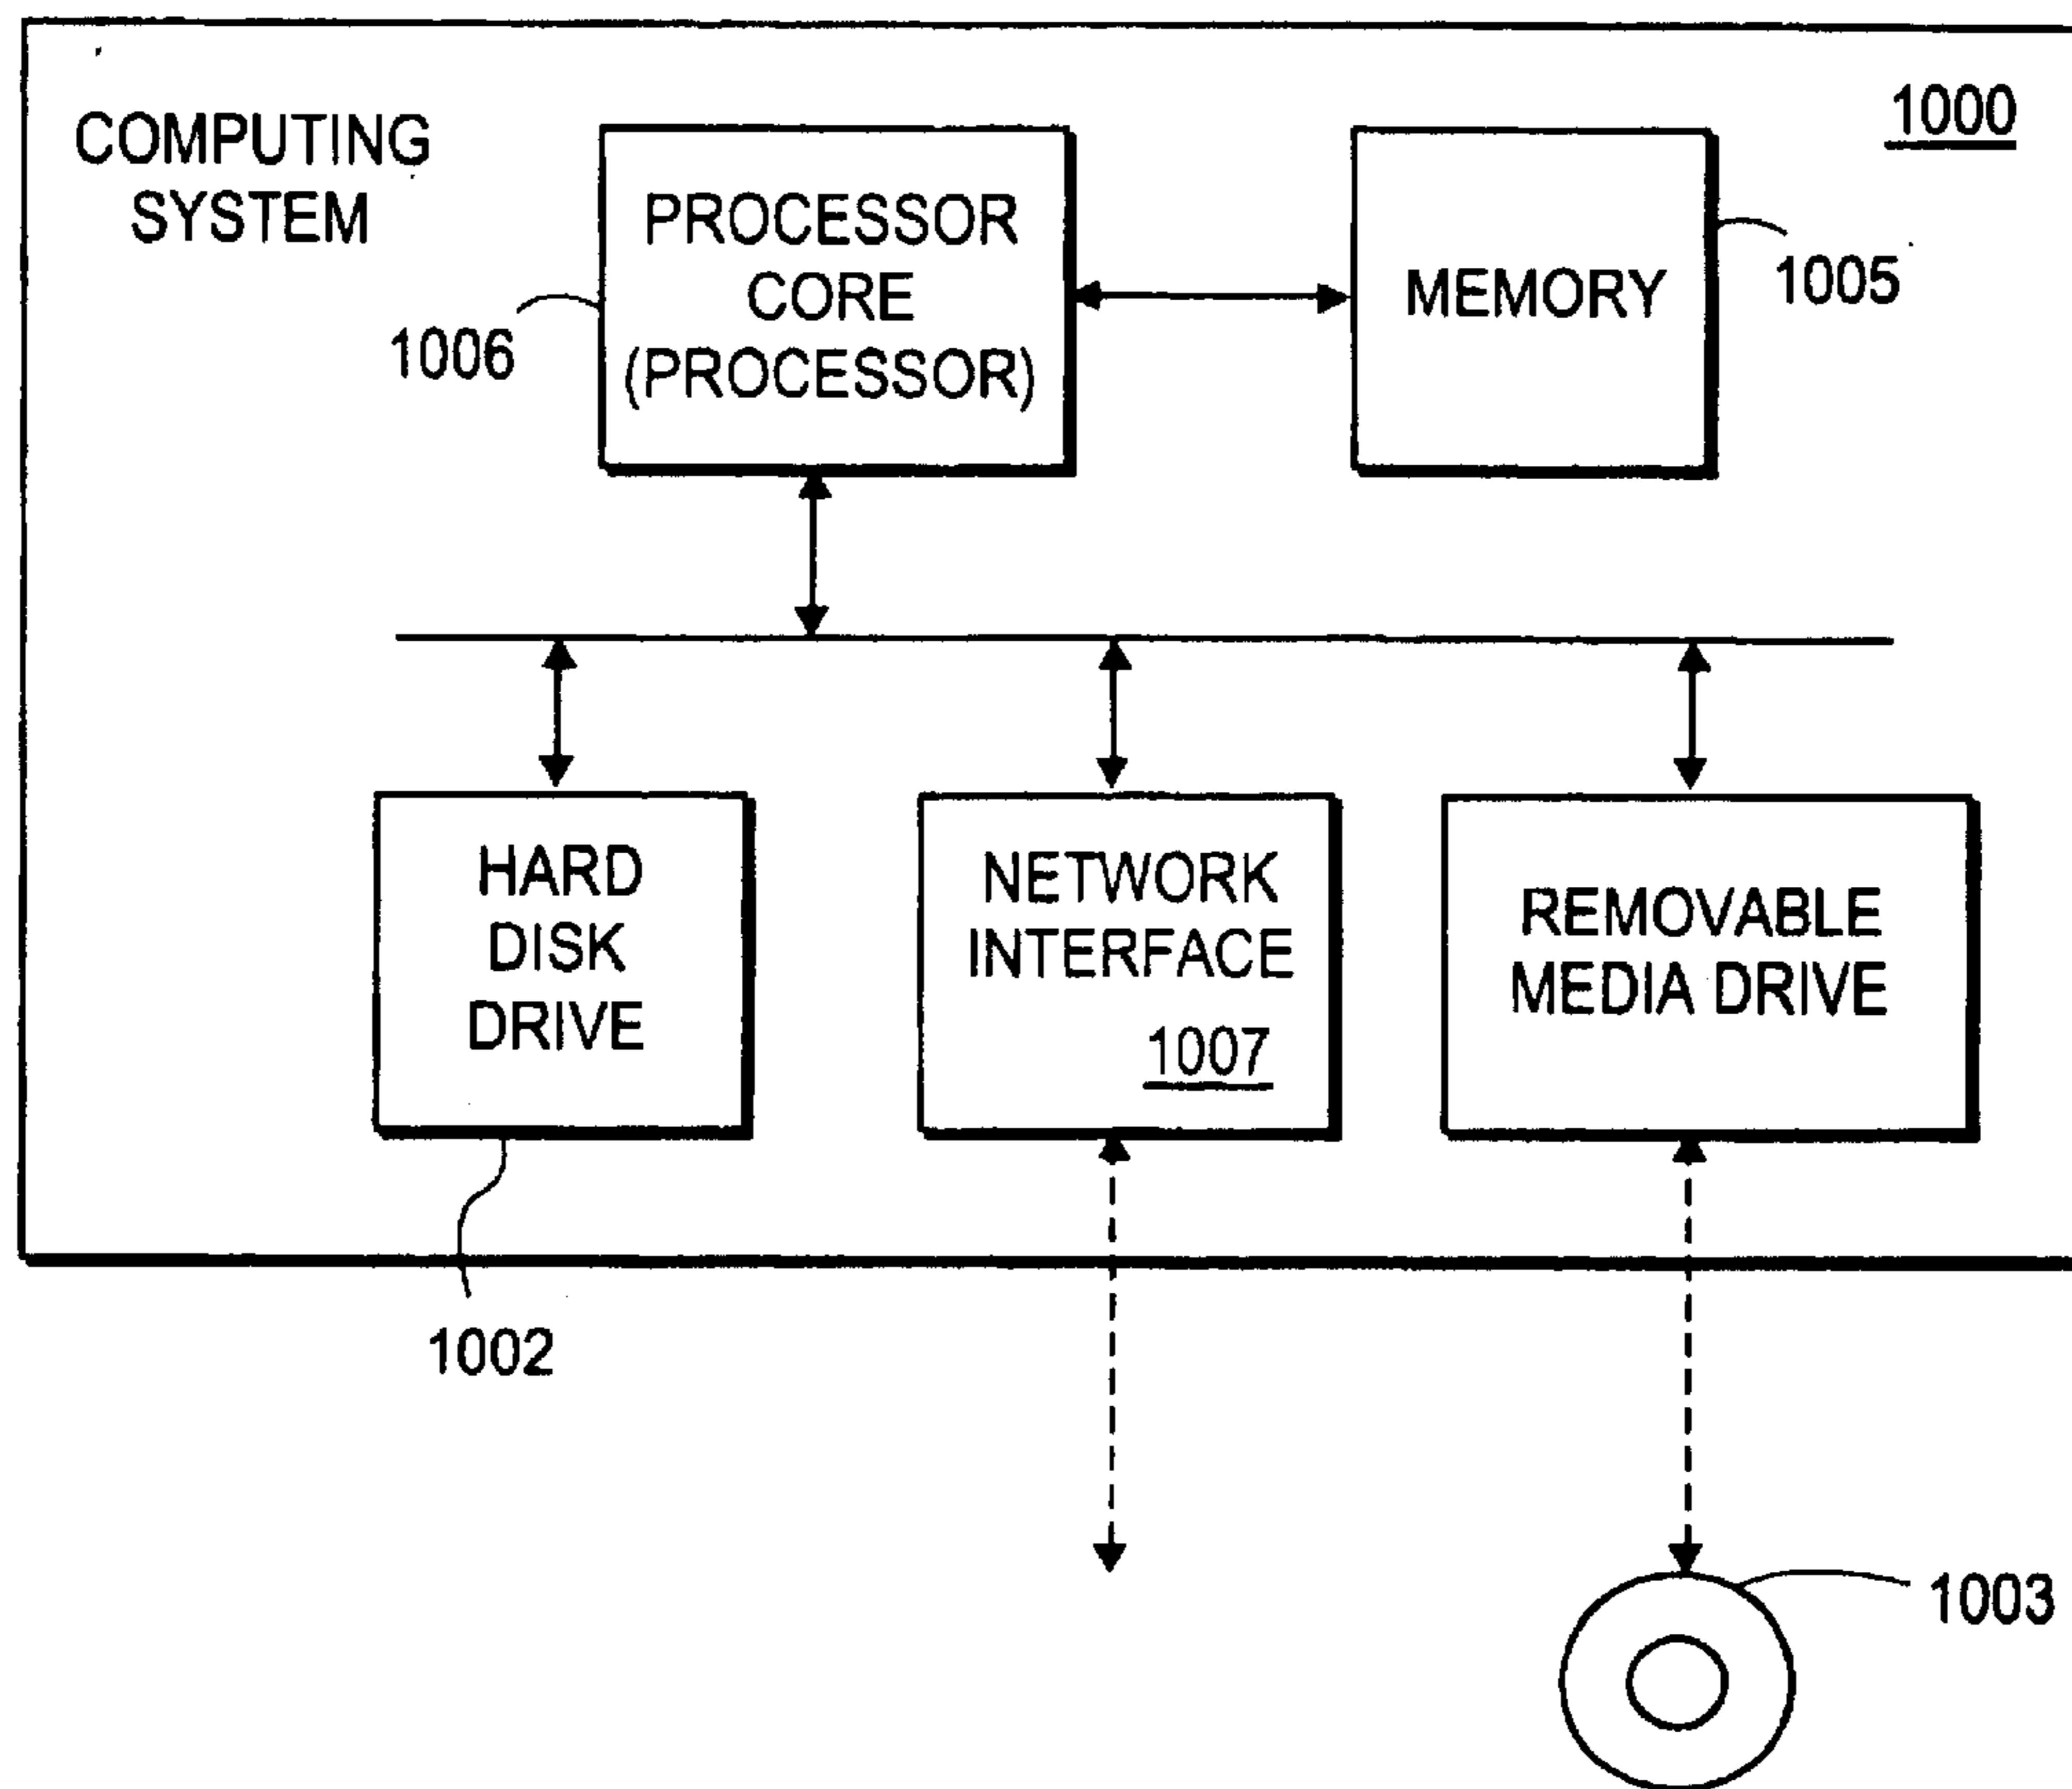 COMPUTING
SYSTEM
1000
PROCESSOR
CORE
(PROCESSOR)
1006
MEMORY
1005
HARD
DISK
DRIVE
1002
NETWORK
INTERFACE
1007
REMOVABLE
MEDIA DRIVE
1003